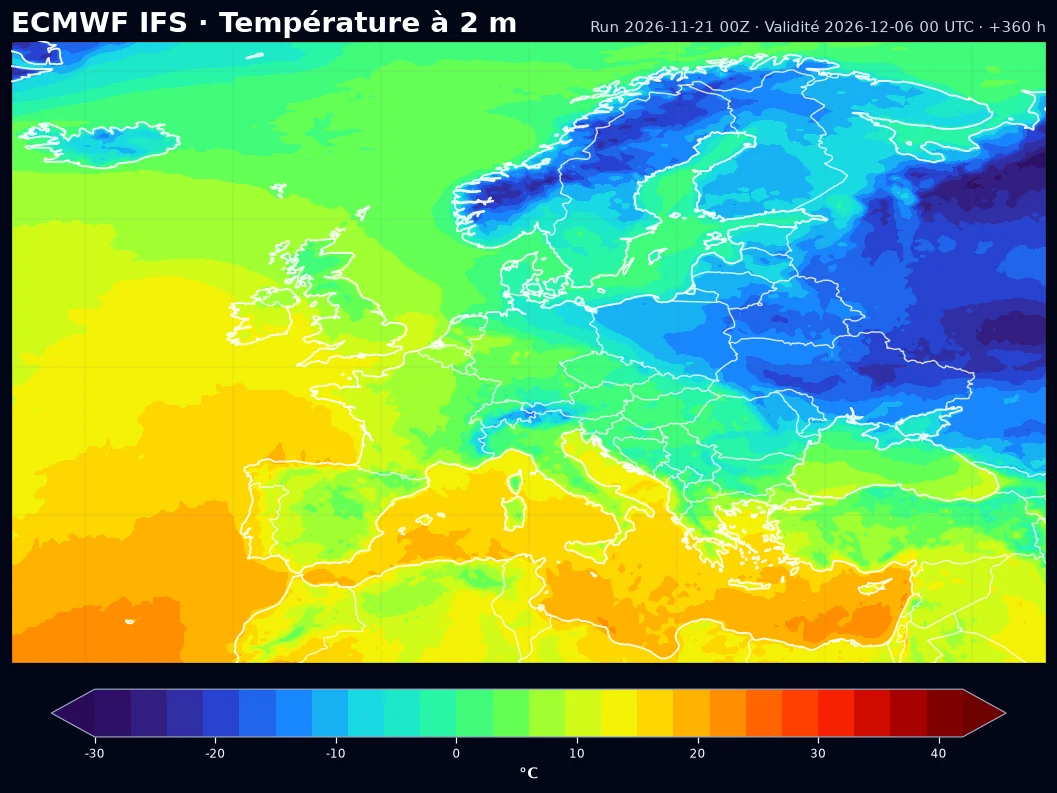 ECMWF IFS · Température à 2 m
Run 2026-11-21 00Z · Validité 2026-12-06 00 UTC · +360 h
-30 -20 -10 0 10 20 30 40
°C